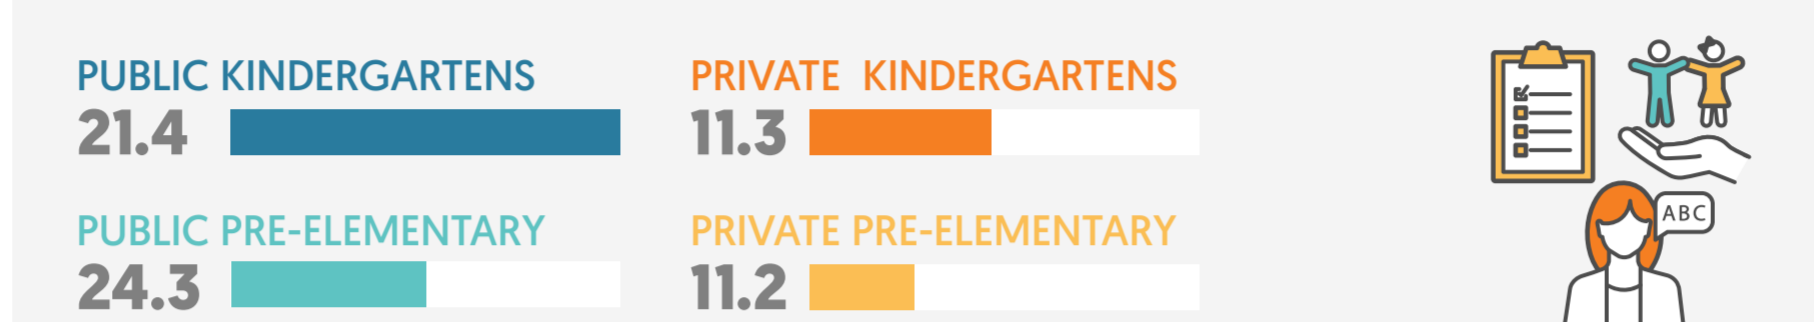 PUBLIC KINDERGARTENS
21.4
PRIVATE KINDERGARTENS
11.3
PUBLIC PRE-ELEMENTARY
24.3
PRIVATE PRE-ELEMENTARY
11.2
ABC